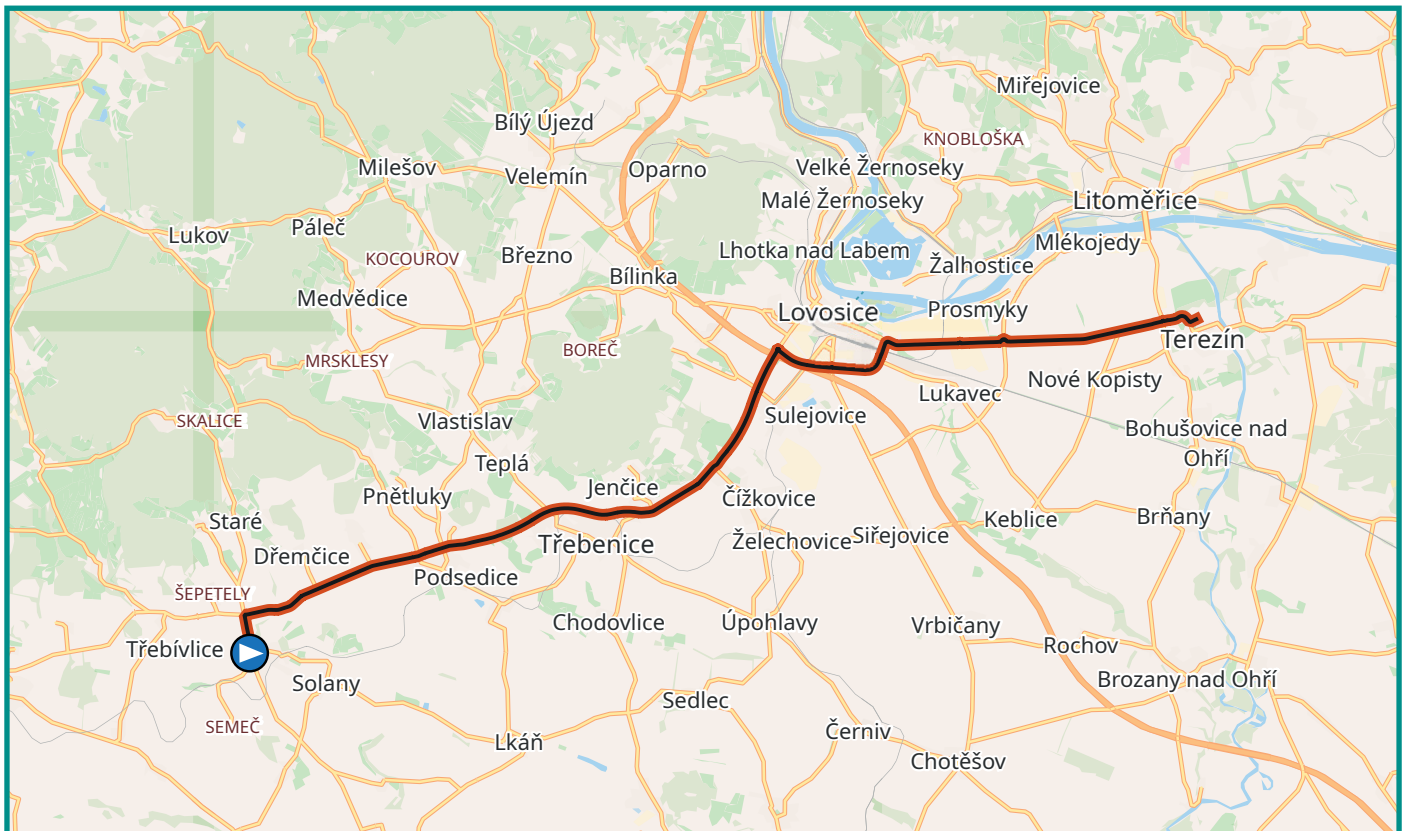 Miřejovice
Bílý Újezd
KNOBLOŠKA
Milešov
Velemín
Oparno
Velké Žernoseky
Malé Žernoseky
Litoměřice
Lukov
Páleč
KOCOUROV
Březno
Lhotka nad Labem
Mlékojedy
Žalhostice
Bílinka
Medvědice
Lovosice
Prosmyky
Terezín
MRSKLESY
BOREČ
Nové Kopisty
Lukavec
SKALICE
Vlastislav
Sulejovice
Bohušovice nad
Ohří
Teplá
Pnětluky
Jenčice
Čížkovice
Staré
Keblice
Brňany
Dřemčice
Třebenice
Želechovice
Siřejovice
ŠEPETELY
Podsedice
Chodovlice
Úpohlavy
Vrbičany
Třebívlice
Rochov
Solany
Brozany nad Ohří
SEMEČ
Sedlec
Lkáň
Černiv
Chotěšov